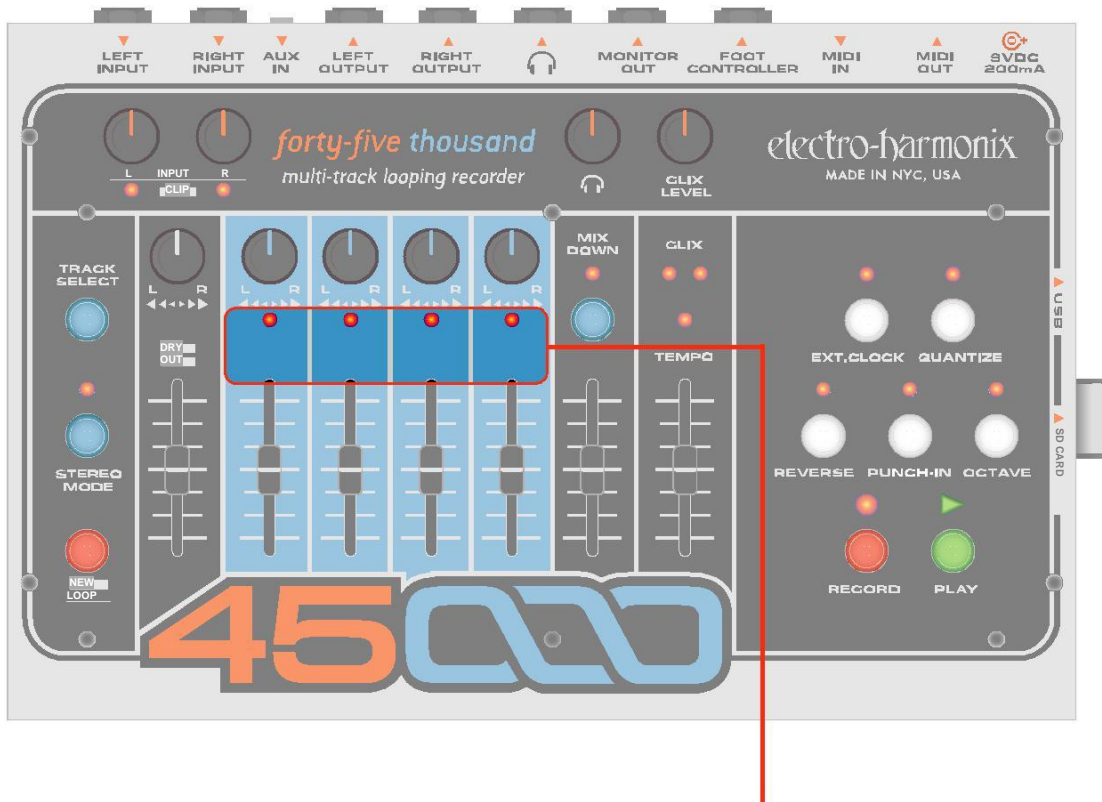 LEFT INPUT
RIGHT INPUT
AUX IN
LEFT OUTPUT
RIGHT OUTPUT
MONITOR OUT
FOOT CONTROLLER
MIDI IN
MIDI OUT
9VDC 200mA
forty-five thousand
multi-track looping recorder
L INPUT R
CLIP
CLIX LEVEL
electro-harmonix
MADE IN NYC, USA
TRACK SELECT
L R
L R
L R
L R
L R
MIX DOWN
CLIX
DRY OUT
TEMPO
EXT.CLOCK
QUANTIZE
USB
STEREO MODE
REVERSE
PUNCH-IN
OCTAVE
SD CARD
NEW LOOP
RECORD
PLAY
45000